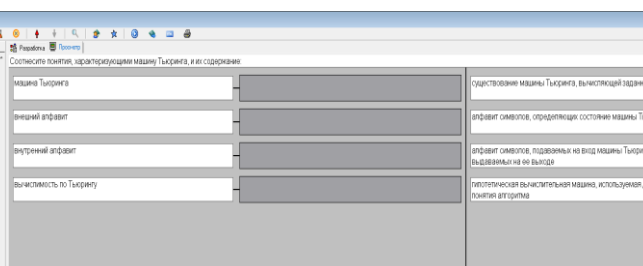 Разработка Просмотр
Соотнесите понятия, характеризующими машину Тьюринга, и их содержание:
машина Тьюринга
существование машины Тьюринга, вычисляющей
внешний алфавит
алфавит символов, определяющих состояние машины
внутренний алфавит
алфавит символов, подаваемых на вход машины
выдаваемых на ее выходе
вычислимость по Тьюрингу
гипотетическая вычислительная машина, используемая,
понятия алгоритма